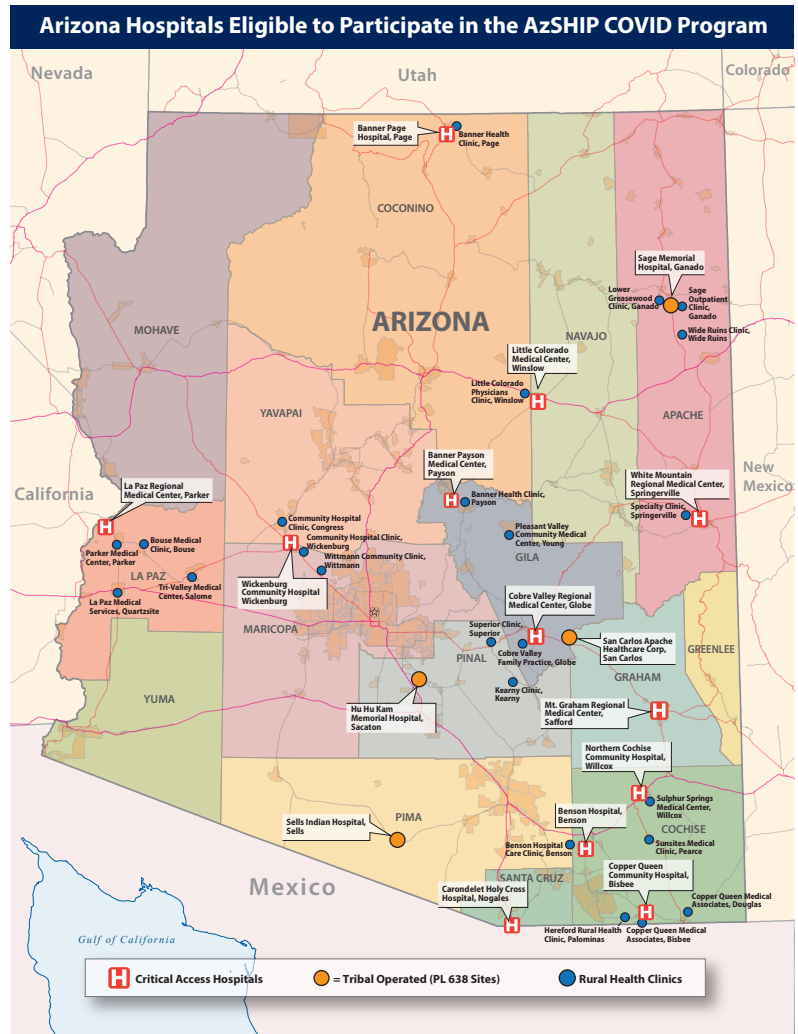 Arizona Hospitals Eligible to Participate in the AzSHIP COVID Program
Nevada
Utah
Colorado
Banner Page
Hospital, Page
Banner Health
Clinic, Page
COCONINO
Sage Memorial
Hospital, Ganado
Lower
Greasewood
Clinic, Ganado
Sage
Outpatient
Clinic,
Ganado
Wide Ruins Clinic,
Wide Ruins
ARIZONA
MOHAVE
NAVAJO
Little Colorado
Medical Center,
Winslow
Little Colorado
Physicians
Clinic, Winslow
YAVAPAI
APACHE
Banner Payson
Medical Center,
Payson
Banner Health Clinic,
Payson
New
Mexico
California
La Paz Regional
Medical Center, Parker
White Mountain
Regional Medical Center,
Springerville
Specialty Clinic,
Springerville
H
H
H
H
H
H
Community Hospital
Clinic, Congress
Community Hospital Clinic,
Wickenburg
Wittmann Community Clinic,
Wittmann
Wickenburg
Community Hospital
Wickenburg
Pleasant Valley
Community Medical
Center, Young
GILA
Parker Medical
Center, Parker
Bouse Medical
Clinic, Bouse
LA PAZ
Tri-Valley Medical
Center, Salome
La Paz Medical
Services, Quartzsite
Cobre Valley Regional
Medical Center, Globe
H
Superior Clinic,
Superior
Cobre Valley
Family Practice, Globe
MARICOPA
PINAL
San Carlos Apache
Healthcare Corp,
San Carlos
GREENLEE
GRAHAM
Kearny Clinic,
Kearny
YUMA
Hu Hu Kam
Memorial Hospital,
Sacaton
Mt. Graham Regional
Medical Center,
Safford
H
Northern Cochise
Community Hospital,
Willcox
H
Sulphur Springs
Medical Center,
Willcox
Sells Indian Hospital,
Sells
PIMA
Benson Hospital,
Benson
H
Benson Hospital
Care Clinic, Benson
COCHISE
Sunsites Medical
Clinic, Pearce
SANTA CRUZ
Copper Queen
Community Hospital,
Bisbee
H
Mexico
Carondelet Holy Cross
Hospital, Nogales
H
Copper Queen Medical
Associates, Douglas
Hereford Rural Health
Clinic, Palominas
Copper Queen Medical
Associates, Bisbee
Gulf of California
H Critical Access Hospitals
= Tribal Operated (PL 638 Sites)
Rural Health Clinics